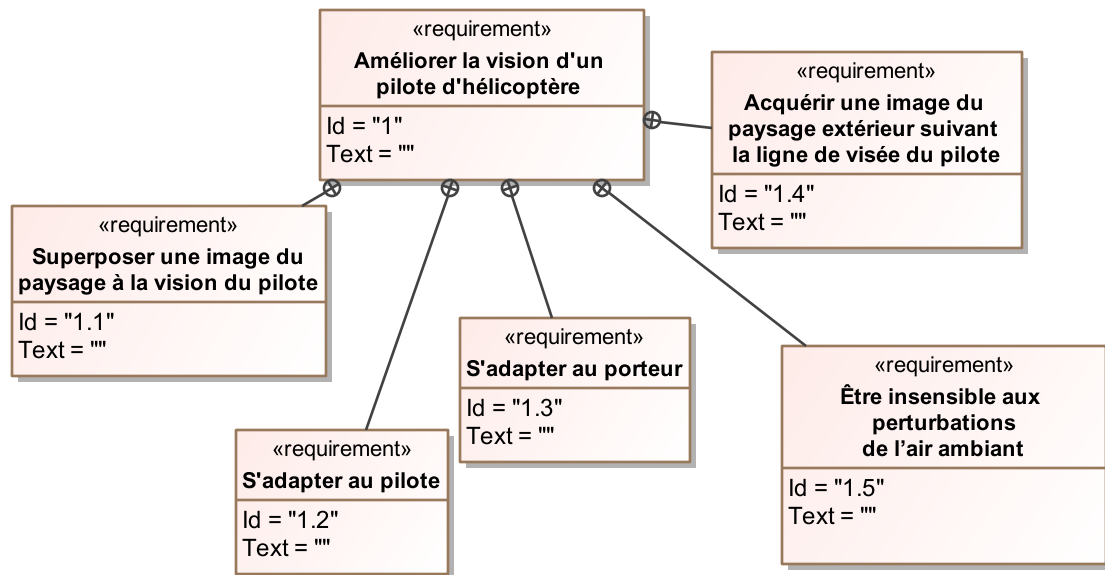 «requirement»
Améliorer la vision d'un
pilote d'hélicoptère
Id = "1"
Text = ""
«requirement»
Acquérir une image du
paysage extérieur suivant
la ligne de visée du pilote
Id = "1.4"
Text = ""
«requirement»
Superposer une image du
paysage à la vision du pilote
Id = "1.1"
Text = ""
«requirement»
S'adapter au porteur
Id = "1.3"
Text = ""
«requirement»
Être insensible aux
perturbations
de l’air ambiant
Id = "1.5"
Text = ""
«requirement»
S'adapter au pilote
Id = "1.2"
Text = ""